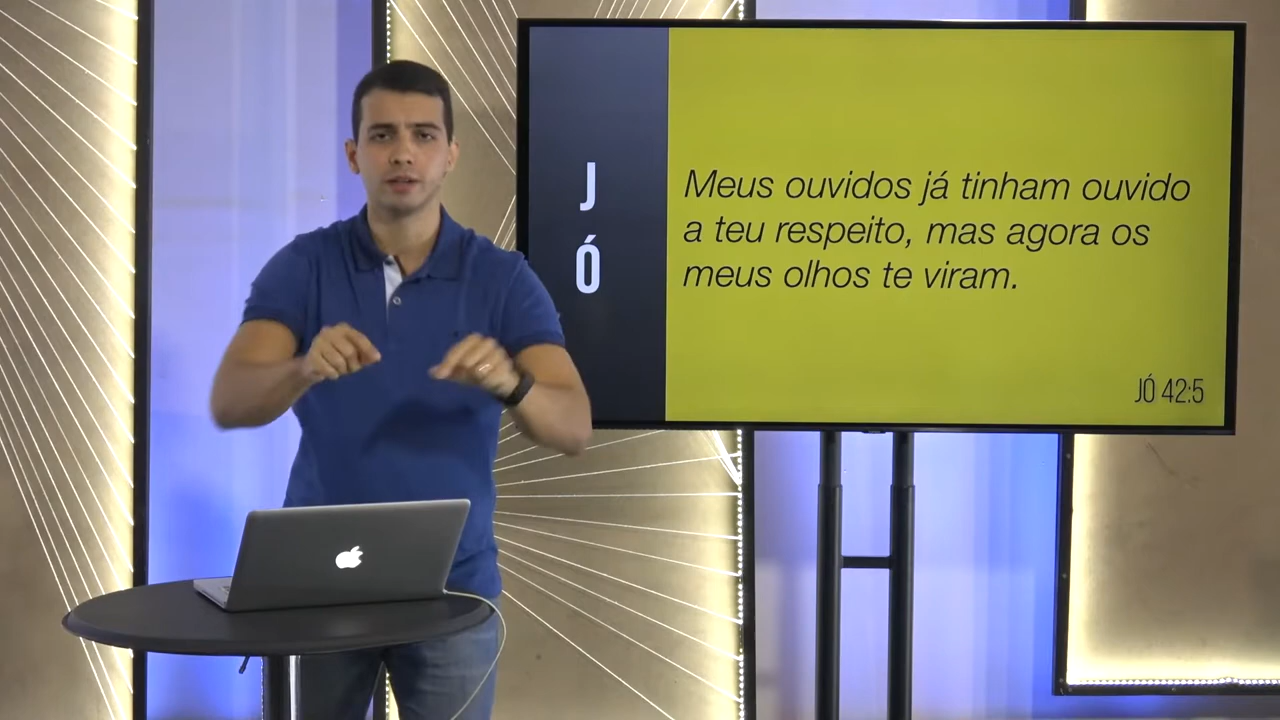 J
Ó
Meus ouvidos já tinham ouvido
a teu respeito, mas agora os
meus olhos te viram.
JÓ 42:5